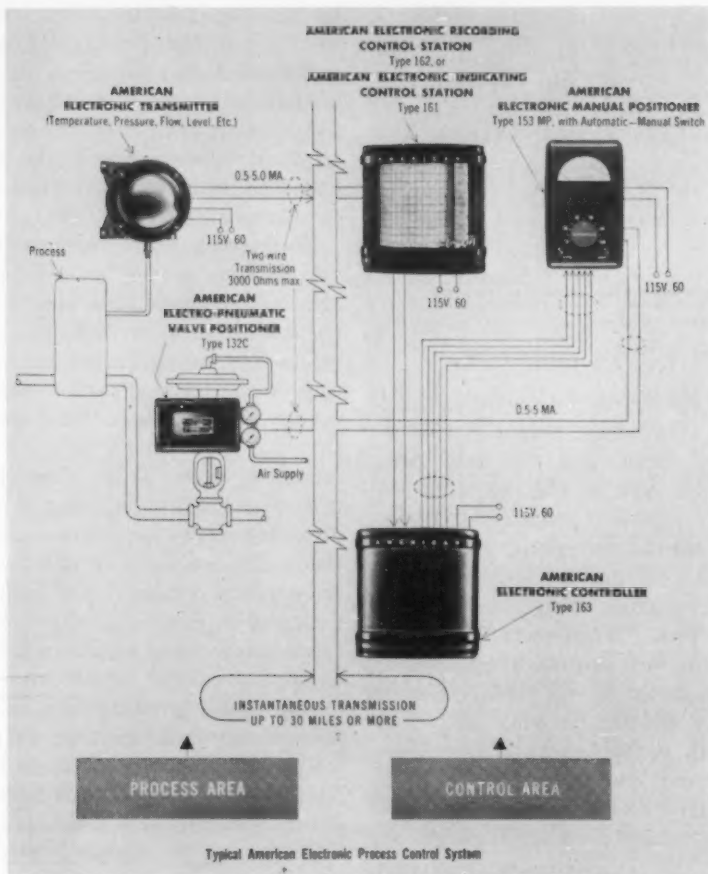 AMERICAN ELECTRONIC RECORDING
CONTROL STATION
Type 162, or
AMERICAN ELECTRONIC INDICATING
CONTROL STATION
Type 161
AMERICAN
ELECTRONIC TRANSMITTER
(Temperature, Pressure, Flow, Level, Etc.)
AMERICAN
ELECTRONIC MANUAL POSITIONER
Type 153 MP, with Automatic-Manual Switch
0.5-5.0 MA.
115V. 60
Process
Two-wire
Transmission
3000 Ohms max.
115V. 60
115V. 60
AMERICAN
ELECTRO-PNEUMATIC
VALVE POSITIONER
Type 132C
0.5-5 MA.
Air Supply
115V. 60
AMERICAN
AMERICAN
ELECTRONIC CONTROLLER
Type 163
INSTANTANEOUS TRANSMISSION
UP TO 30 MILES OR MORE
PROCESS AREA
CONTROL AREA
Typical American Electronic Process Control System